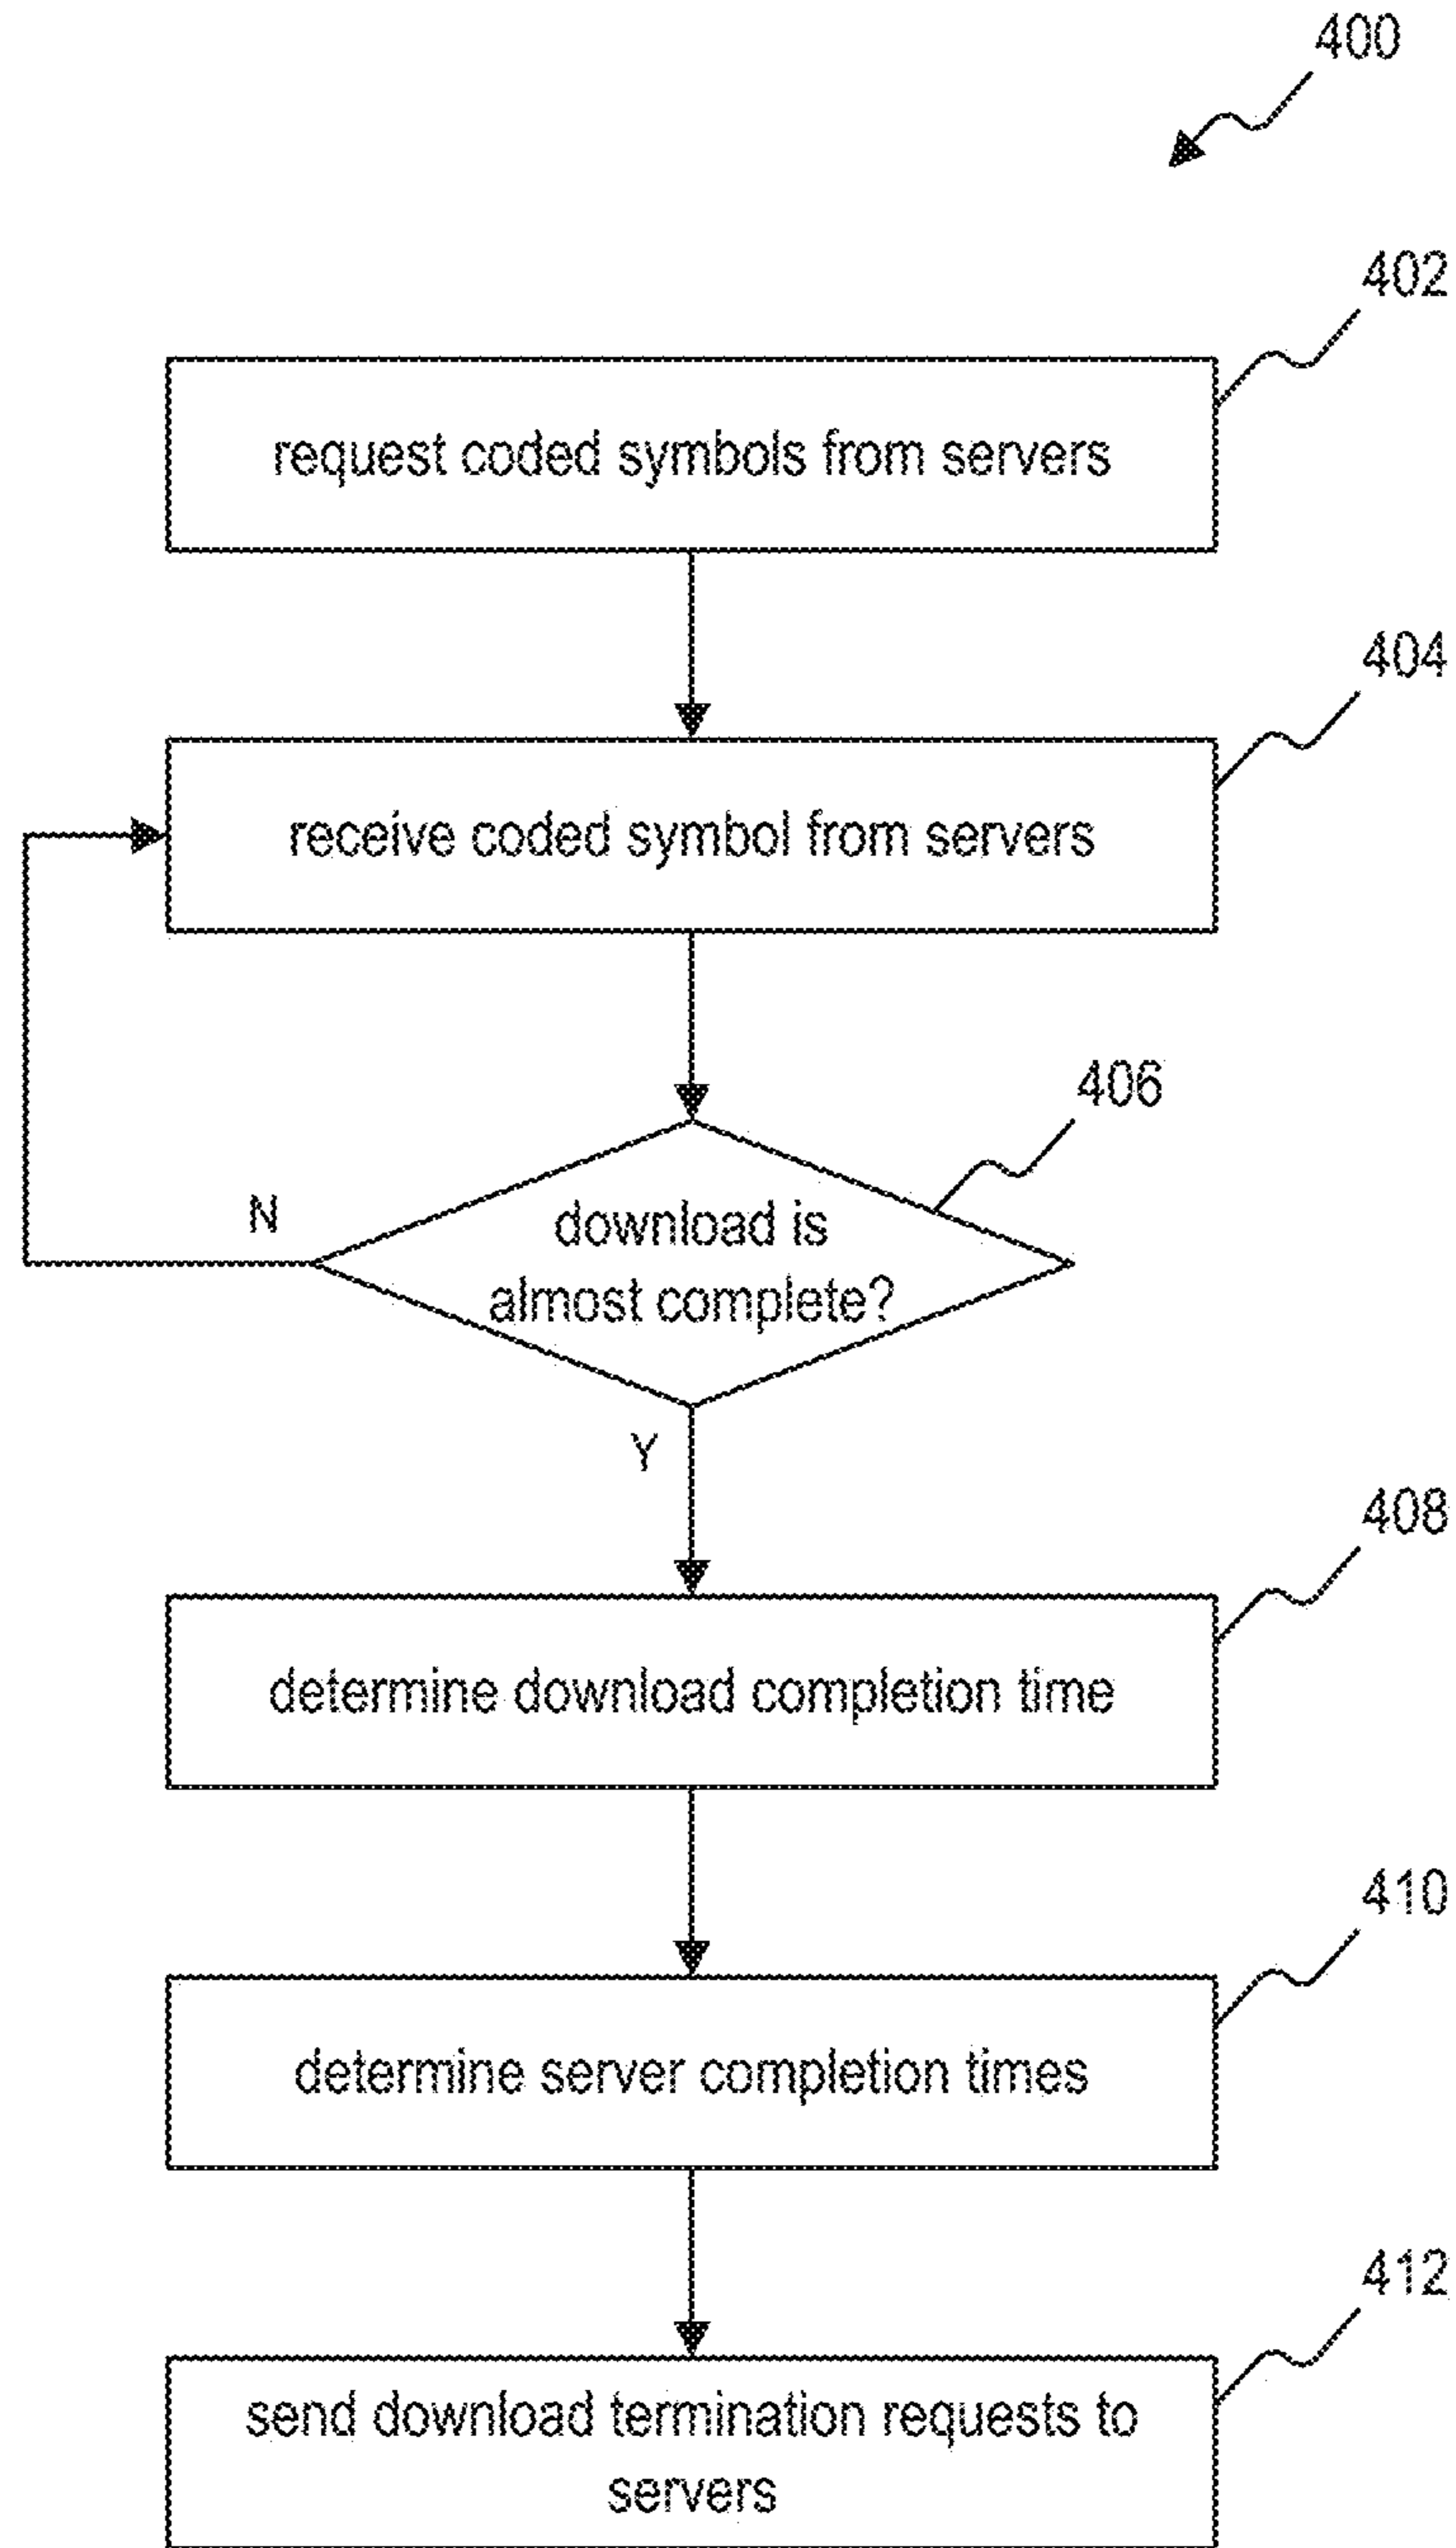 400
402
request coded symbols from servers
404
receive coded symbol from servers
406
N
download is
almost complete?
Y
408
determine download completion time
410
determine server completion times
412
send download termination requests to
servers